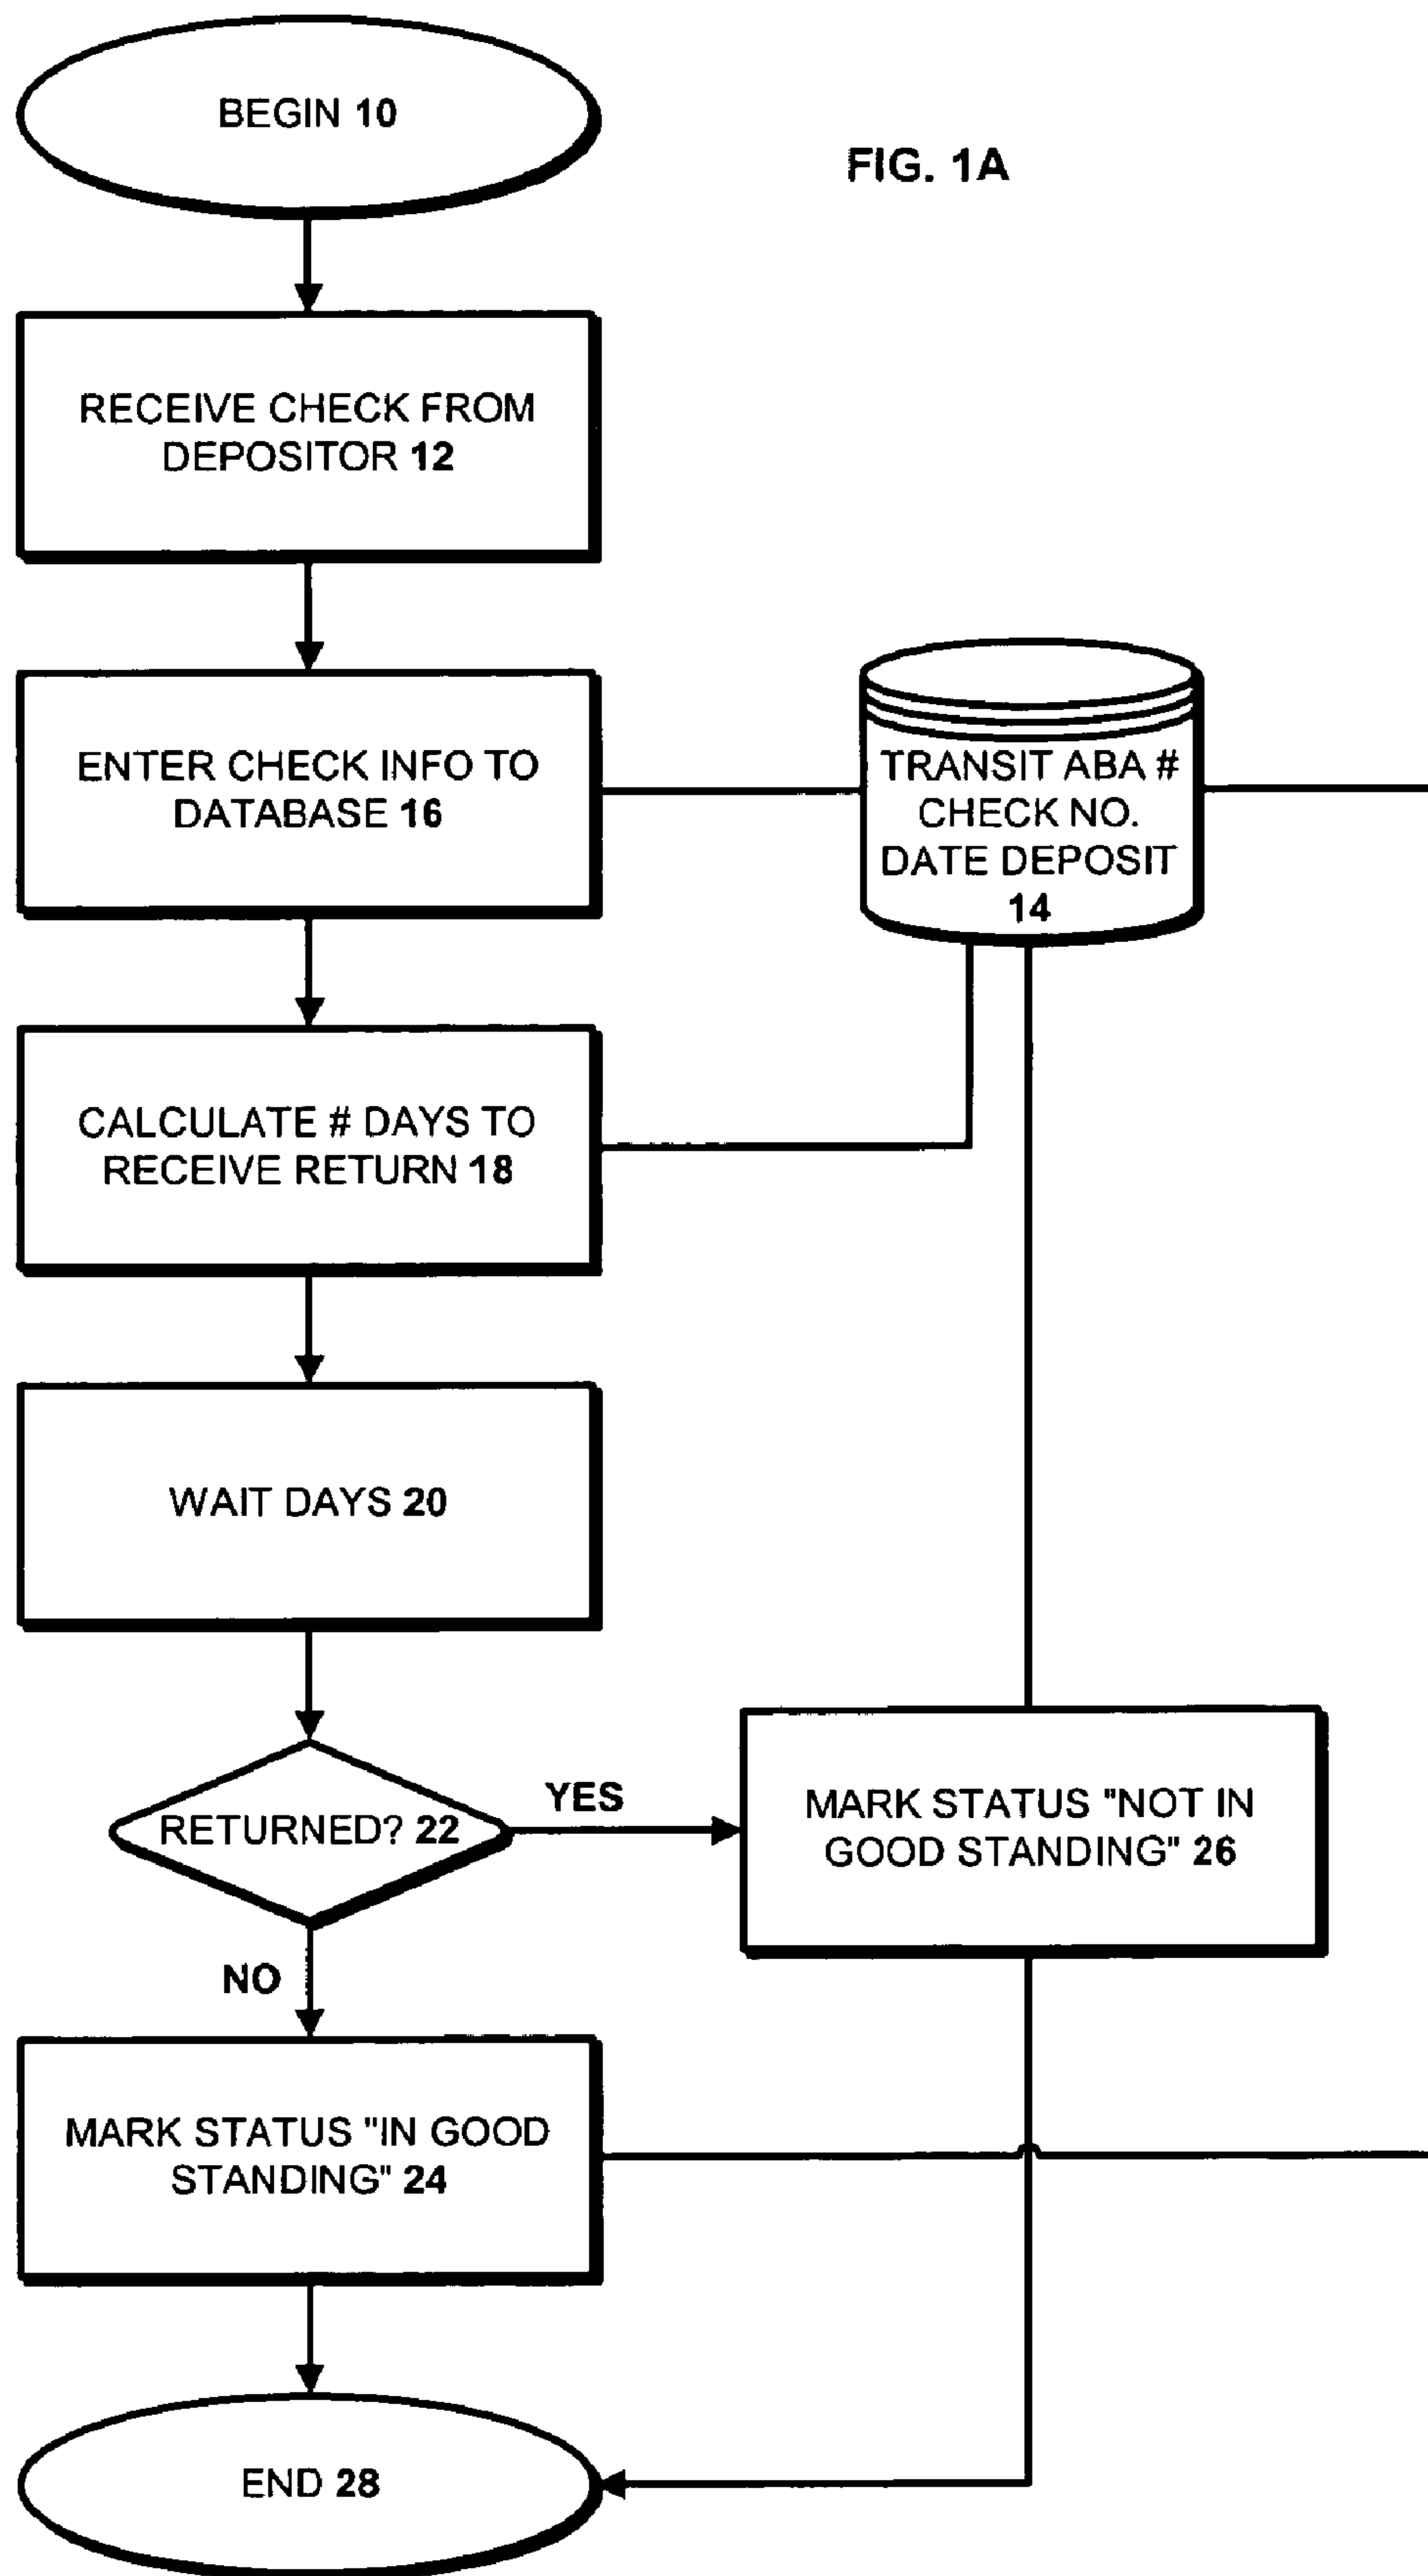 BEGIN 10
FIG. 1A
RECEIVE CHECK FROM
DEPOSITOR 12
ENTER CHECK INFO TO
DATABASE 16
TRANSIT ABA #
CHECK NO.
DATE DEPOSIT
14
CALCULATE # DAYS TO
RECEIVE RETURN 18
WAIT DAYS 20
RETURNED? 22
YES
MARK STATUS "NOT IN
GOOD STANDING" 26
NO
MARK STATUS "IN GOOD
STANDING" 24
END 28